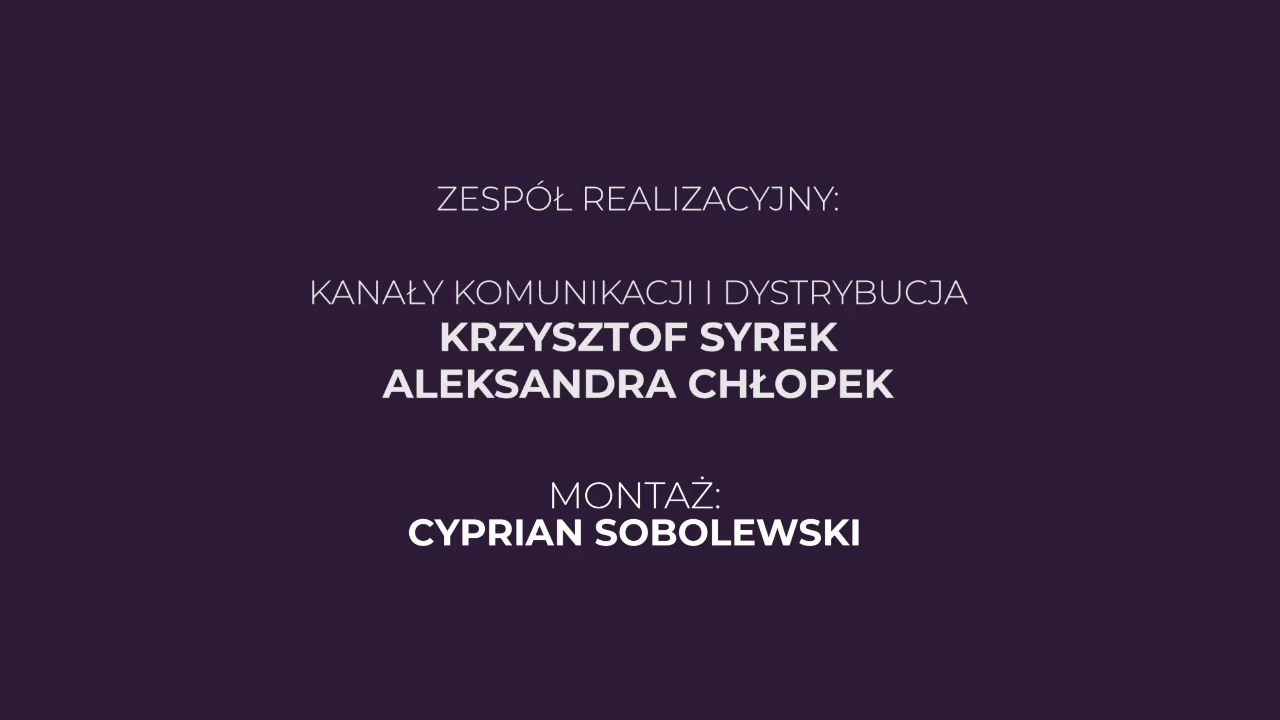 ZESPÓŁ REALIZACYJNY:
KANAŁY KOMUNIKACJI I DYSTRYBUCJA
KRZYSZTOF SYREK
ALEKSANDRA CHŁOPEK
MONTAŻ:
CYPRIAN SOBOLEWSKI